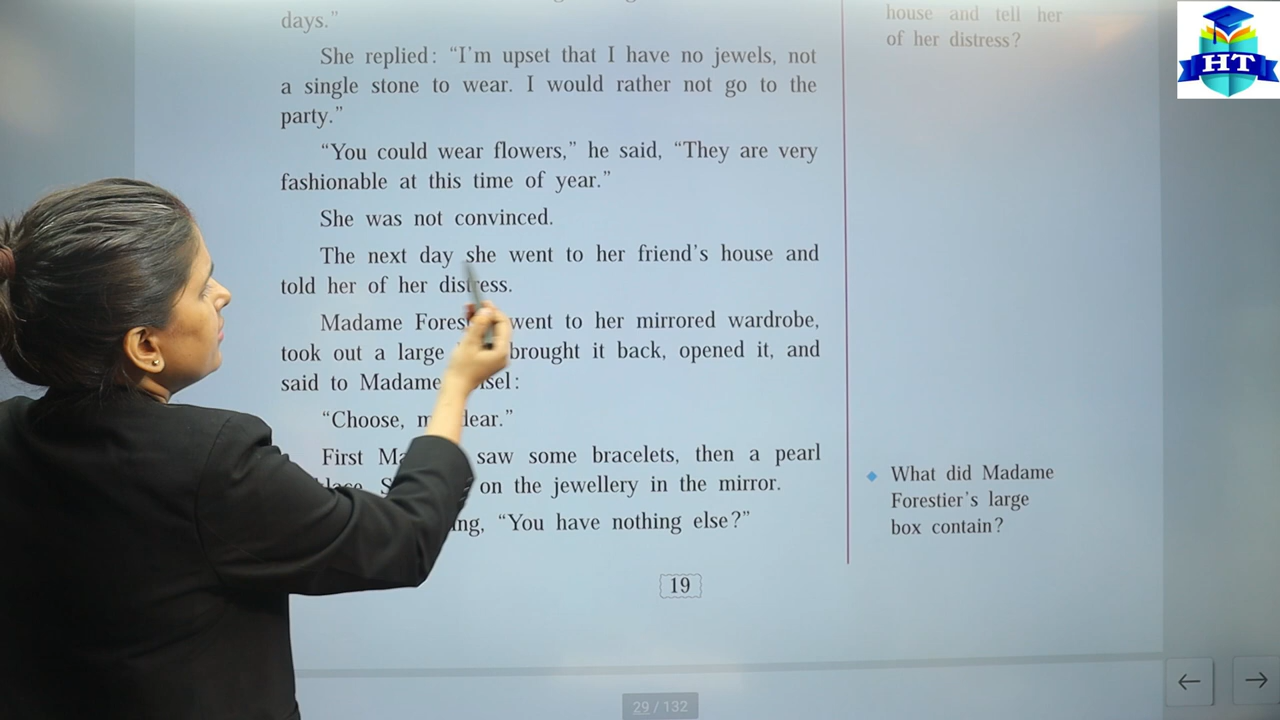 days."
She replied: "I'm upset that I have no jewels, not
a single stone to wear. I would rather not go to the
party."
"You could wear flowers," he said, "They are very
fashionable at this time of year."
She was not convinced.
The next day she went to her friend's house and
told her of her distress.
Madame went to her mirrored wardrobe,
took out a large brought it back, opened it, and
said to Madame
"Choose, dear."
First saw some bracelets, then a pearl
on the jewellery in the mirror.
"You have nothing else?"
19
house and tell her
of her distress?
What did Madame
Forestier's large
box contain?
HT
29 / 132